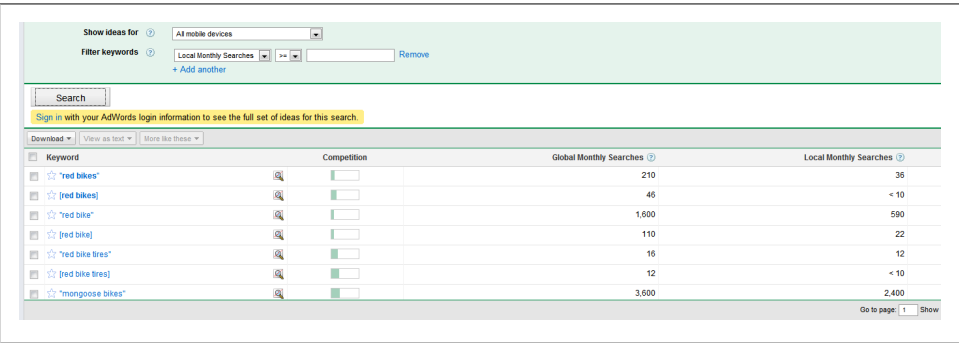 Show ideas for ? All mobile devices
Filter keywords ? Local Monthly Searches >= Remove
+ Add another
Search
Sign in with your AdWords login information to see the full set of ideas for this search.
Download View as text More like these
Keyword Competition Global Monthly Searches ? Local Monthly Searches ?
"red bikes" 210 36
[red bikes] 46 < 10
"red bike" 1,600 590
[red bike] 110 22
"red bike tires" 16 12
[red bike tires] 12 < 10
"mongoose bikes" 3,600 2,400
Go to page: 1 Show